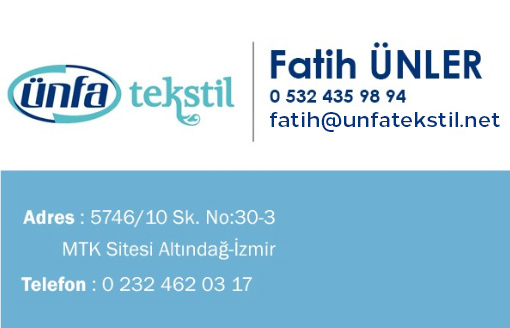 ünfa tekstil
Fatih ÜNLER
0 532 435 98 94
fatih@unfatekstil.net
Adres : 5746/10 Sk. No:30-3
MTK Sitesi Altındağ-İzmir
Telefon : 0 232 462 03 17